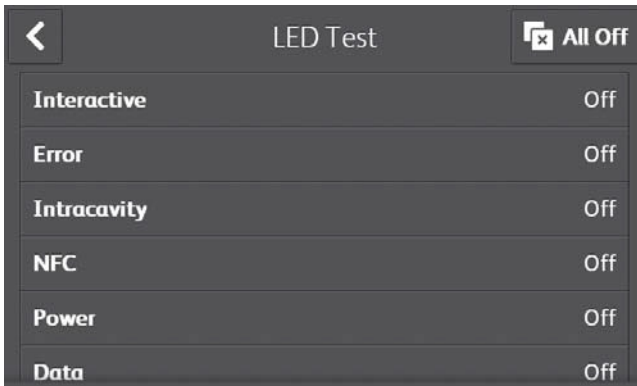 LED Test All Off
Interactive Off
Error Off
Intracavity Off
NFC Off
Power Off
Data Off